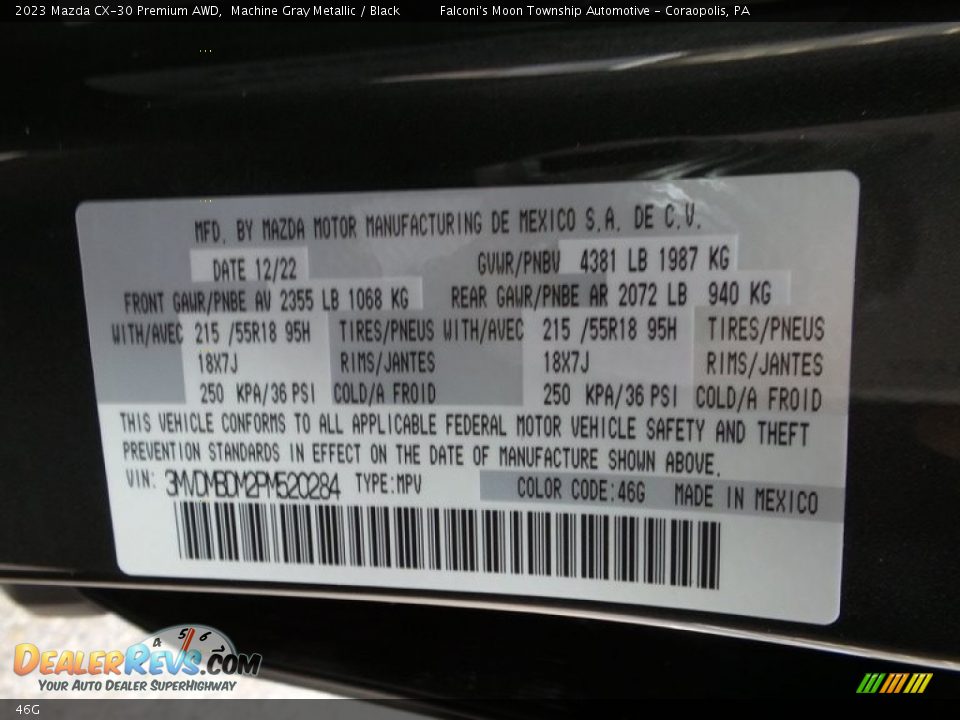 2023 Mazda CX-30 Premium AWD, Machine Gray Metallic / Black Falconi's Moon Township Automotive - Coraopolis, PA
MFD. BY MAZDA MOTOR MANUFACTURING DE MEXICO S.A. DE C.V.
DATE 12/22 GVWR/PNBV 4381 LB 1987 KG
FRONT GAWR/PNBE AV 2355 LB 1068 KG REAR GAWR/PNBE AR 2072 LB 940 KG
WITH/AVEC 215 /55R18 95H TIRES/PNEUS WITH/AVEC 215 /55R18 95H TIRES/PNEUS
18X7J RIMS/JANTES 18X7J RIMS/JANTES
250 KPA/36 PSI COLD/A FROID 250 KPA/36 PSI COLD/A FROID
THIS VEHICLE CONFORMS TO ALL APPLICABLE FEDERAL MOTOR VEHICLE SAFETY AND THEFT
PREVENTION STANDARDS IN EFFECT ON THE DATE OF MANUFACTURE SHOWN ABOVE.
VIN: 3MVDMBDM2PM520284 TYPE:MPV COLOR CODE:46G MADE IN MEXICO
4 5 6 7
DEALERREVS.COM
YOUR AUTO DEALER SUPERHIGHWAY
46G